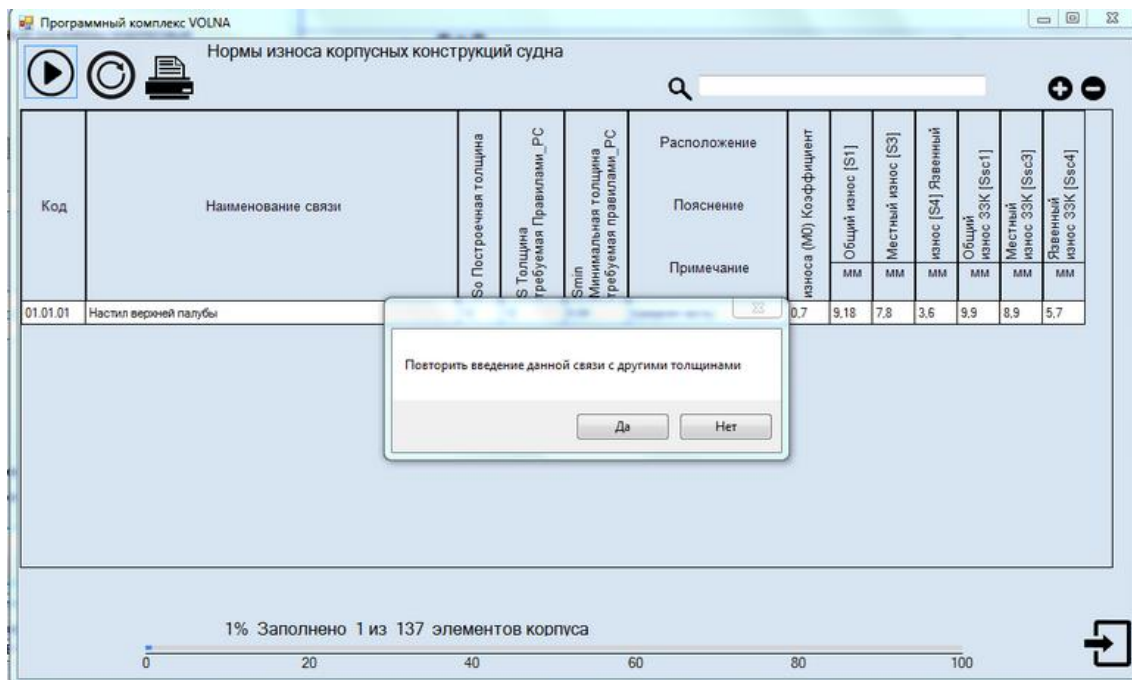 Программный комплекс VOLNA
Нормы износа корпусных конструкций судна
Код
Наименование связи
So Построечная толщина
S Толщина
требуемая Правилами_РС
Smin
Минимальная толщина
требуемая правилами_РС
Расположение
Пояснение
Примечание
износа (М0) Коэффициент
Общий износ [S1]
мм
Местный износ [S3]
мм
износ [S4] Язвенный
мм
Общий
износ ЗЗК [Ssc1]
мм
Местный
износ ЗЗК [Ssc3]
мм
Язвенный
износ ЗЗК [Ssc4]
мм
01.01.01 Настил верхней палубы 0,7 9,18 7,8 3,6 9,9 8,9 5,7
Повторить введение данной связи с другими толщинами
Да Нет
1% Заполнено 1 из 137 элементов корпуса
0 20 40 60 80 100